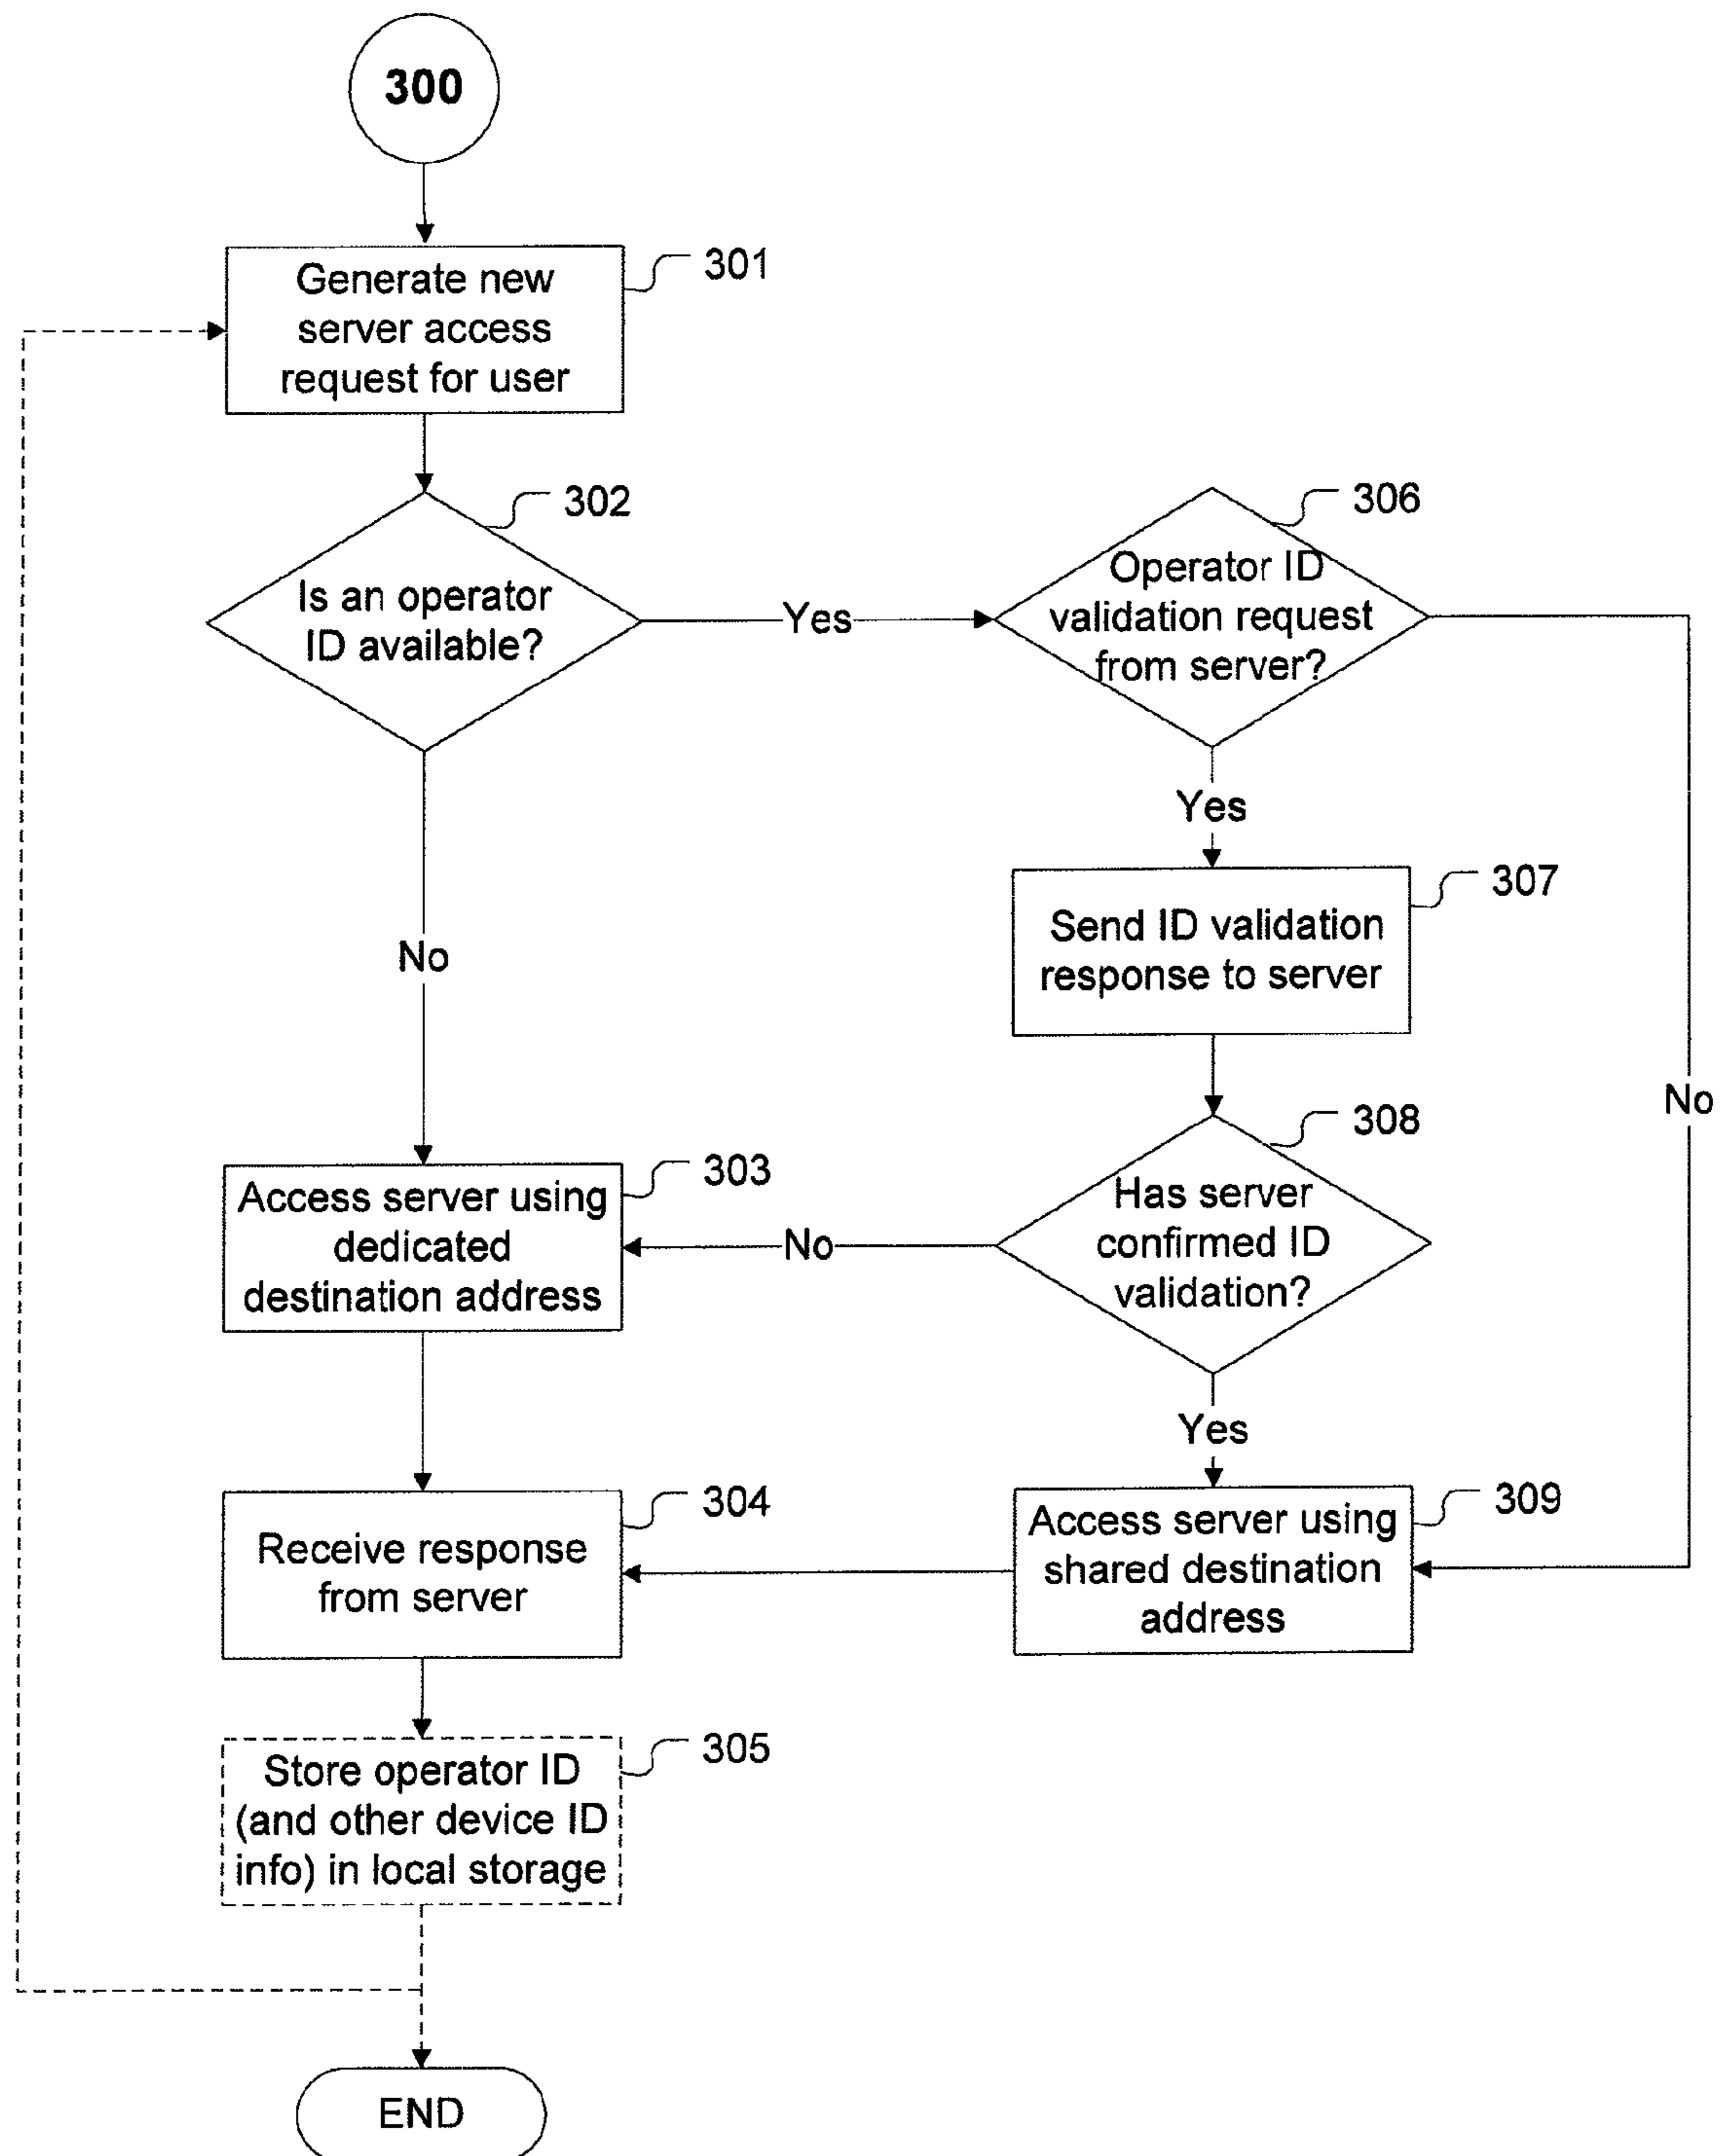 300
Generate new
server access
request for user
301
Is an operator
ID available?
302
Yes
Operator ID
validation request
from server?
306
No
Yes
Send ID validation
response to server
307
No
Has server
confirmed ID
validation?
308
No
Access server using
dedicated
destination address
303
Yes
Access server using
shared destination
address
309
Receive response
from server
304
Store operator ID
(and other device ID
info) in local storage
305
END